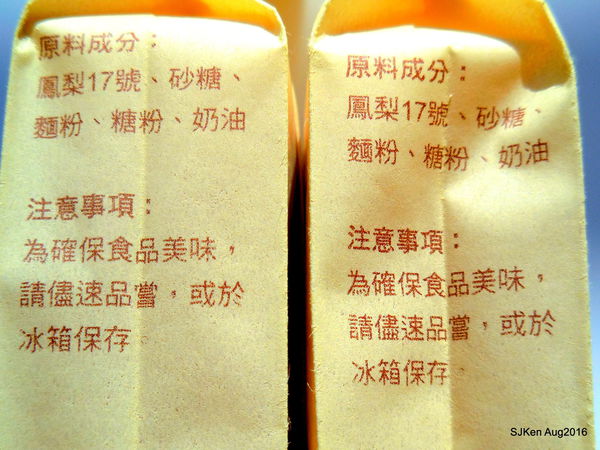 原料成分：
鳳梨17號、砂糖、
麵粉、糖粉、奶油
注意事項：
為確保食品美味，
請儘速品嘗，或於
冰箱保存。
原料成分：
鳳梨17號、砂糖、
麵粉、糖粉、奶油
注意事項：
為確保食品美味，
請儘速品嘗，或於
冰箱保存。
SJKen Aug2016